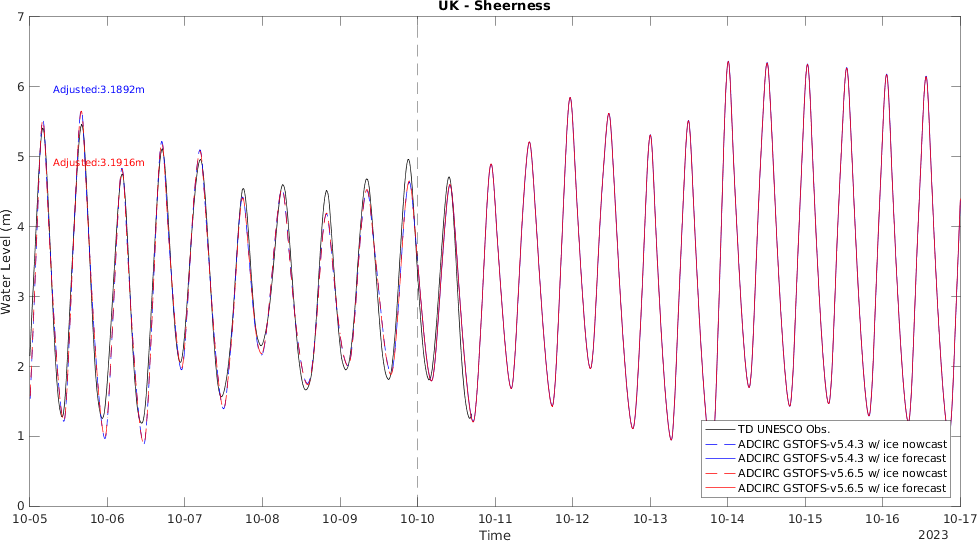 UK - Sheerness
7
6
5
4
3
2
1
0
Water Level (m)
Adjusted:3.1892m
Adjusted:3.1916m
TD UNESCO Obs.
ADCIRC GSTOFS-v5.4.3 w/ ice nowcast
ADCIRC GSTOFS-v5.4.3 w/ ice forecast
ADCIRC GSTOFS-v5.6.5 w/ ice nowcast
ADCIRC GSTOFS-v5.6.5 w/ ice forecast
10-05 10-06 10-07 10-08 10-09 10-10 10-11 10-12 10-13 10-14 10-15 10-16 10-17
Time
2023